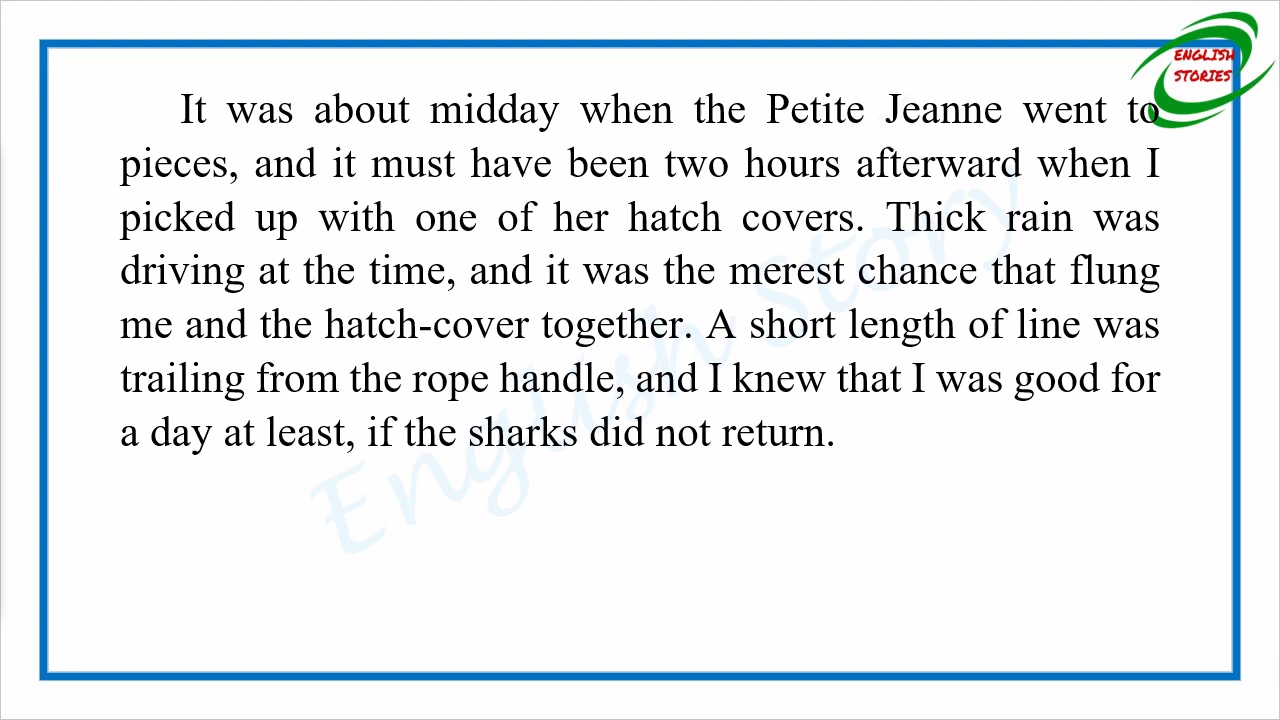 ENGLISH
STORIES
It was about midday when the Petite Jeanne went to
pieces, and it must have been two hours afterward when I
picked up with one of her hatch covers. Thick rain was
driving at the time, and it was the merest chance that flung
me and the hatch-cover together. A short length of line was
trailing from the rope handle, and I knew that I was good for
a day at least, if the sharks did not return.
English Story